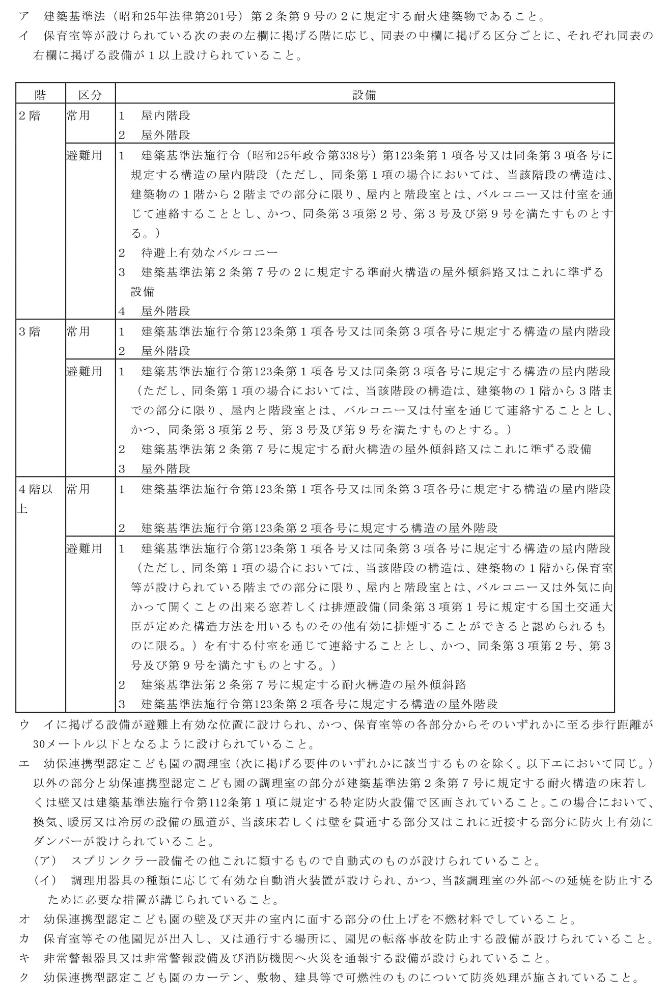 ア　建築基準法（昭和25年法律第201号）第２条第９号の２に規定する耐火建築物であること。
イ　保育室等が設けられている次の表の左欄に掲げる階に応じ、同表の中欄に掲げる区分ごとに、それぞれ同表の
右欄に掲げる設備が１以上設けられていること。
階　区分　設備
２階　常用　1　屋内階段
2　屋外階段
避難用　1　建築基準法施行令（昭和25年政令第338号）第123条第１項各号又は同条第３項各号に
規定する構造の屋内階段（ただし、同条第１項の場合においては、当該階段の構造は、
建築物の１階から２階までの部分に限り、屋内と階段室とは、バルコニー又は付室を通
じて連絡することとし、かつ、同条第３項第２号、第３号及び第９号を満たすものとす
る。）
2　待避上有効なバルコニー
3　建築基準法第２条第７号の２に規定する準耐火構造の屋外傾斜路又はこれに準ずる
設備
4　屋外階段
３階　常用　1　建築基準法施行令第123条第１項各号又は同条第３項各号に規定する構造の屋内階段
2　屋外階段
避難用　1　建築基準法施行令第123条第１項各号又は同条第３項各号に規定する構造の屋内階段
（ただし、同条第１項の場合においては、当該階段の構造は、建築物の１階から３階ま
での部分に限り、屋内と階段室とは、バルコニー又は付室を通じて連絡することとし、
かつ、同条第３項第２号、第３号及び第９号を満たすものとする。）
2　建築基準法第２条第７号に規定する耐火構造の屋外傾斜路又はこれに準ずる設備
3　屋外階段
４階以　常用　1　建築基準法施行令第123条第１項各号又は同条第３項各号に規定する構造の屋内階段
上
2　建築基準法施行令第123条第２項各号に規定する構造の屋外階段
避難用　1　建築基準法施行令第123条第１項各号又は同条第３項各号に規定する構造の屋内階段
（ただし、同条第１項の場合においては、当該階段の構造は、建築物の１階から保育室
等が設けられている階までの部分に限り、屋内と階段室とは、バルコニー又は外気に向
かって開くことの出来る窓若しくは排煙設備（同条第３項第１号に規定する国土交通大
臣が定めた構造方法を用いるものその他有効に排煙することができると認められるも
のに限る。）を有する付室を通じて連絡することとし、かつ、同条第３項第２号、第３
号及び第９号を満たすものとする。）
2　建築基準法第２条第７号に規定する耐火構造の屋外傾斜路
3　建築基準法施行令第123条第２項各号に規定する構造の屋外階段
ウ　イに掲げる設備が避難上有効な位置に設けられ、かつ、保育室等の各部分からそのいずれかに至る歩行距離が
30メートル以下となるように設けられていること。
エ　幼保連携型認定こども園の調理室（次に掲げる要件のいずれかに該当するものを除く。以下エにおいて同じ。）
以外の部分と幼保連携型認定こども園の調理室の部分が建築基準法第２条第７号に規定する耐火構造の床若し
くは壁又は建築基準法施行令第112条第１項に規定する特定防火設備で区画されていること。この場合において、
換気、暖房又は冷房の設備の風道が、当該床若しくは壁を貫通する部分又はこれに近接する部分に防火上有効に
ダンパーが設けられていること。
（ア）　スプリンクラー設備その他これに類するもので自動式のものが設けられていること。
（イ）　調理用器具の種類に応じて有効な自動消火装置が設けられ、かつ、当該調理室の外部への延焼を防止する
ために必要な措置が講じられていること。
オ　幼保連携型認定こども園の壁及び天井の室内に面する部分の仕上げを不燃材料でしていること。
カ　保育室等その他園児が出入し、又は通行する場所に、園児の転落事故を防止する設備が設けられていること。
キ　非常警報器具又は非常警報設備及び消防機関へ火災を通報する設備が設けられていること。
ク　幼保連携型認定こども園のカーテン、敷物、建具等で可燃性のものについて防炎処理が施されていること。